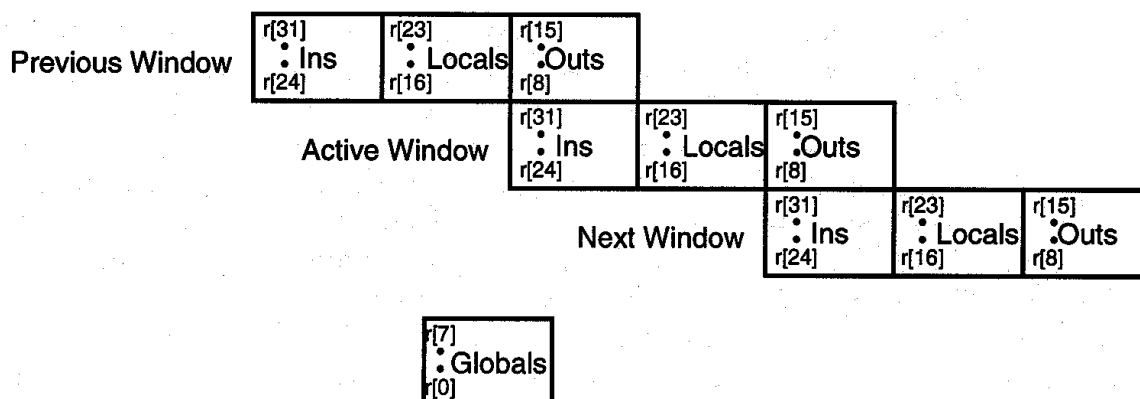 r[31] r[23] r[15]
Previous Window : Ins : Locals : Outs
r[24] r[16] r[8]
r[31] r[23] r[15]
Active Window : Ins : Locals : Outs
r[24] r[16] r[8]
r[31] r[23] r[15]
Next Window : Ins : Locals : Outs
r[24] r[16] r[8]
r[7]
: Globals
r[0]